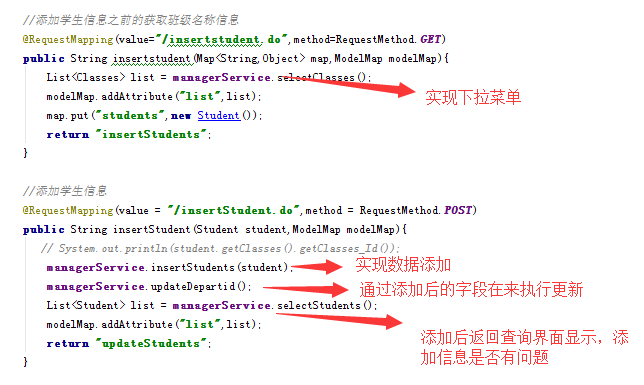 //添加学生信息之前的获取班级名称信息
@RequestMapping(value="/insertstudent.do",method=RequestMethod.GET)
public String insertstudent(Map<String,Object> map,ModelMap modelMap){
List<Classes> list = managerService.selectClasses();
modelMap.addAttribute("list",list);
实现下拉菜单
map.put("students",new Student());
return "insertStudents";
}
//添加学生信息
@RequestMapping(value = "/insertStudent.do",method = RequestMethod.POST)
public String insertStudent(Student student,ModelMap modelMap){
// System.out.println(student.getClasses().getClasses_Id());
managerService.insertStudents(student);
实现数据添加
managerService.updateDepartid();
通过添加后的字段在来执行更新
List<Student> list = managerService.selectStudents();
modelMap.addAttribute("list",list);
return "updateStudents";
添加后返回查询界面显示，添
加信息是否有问题
}